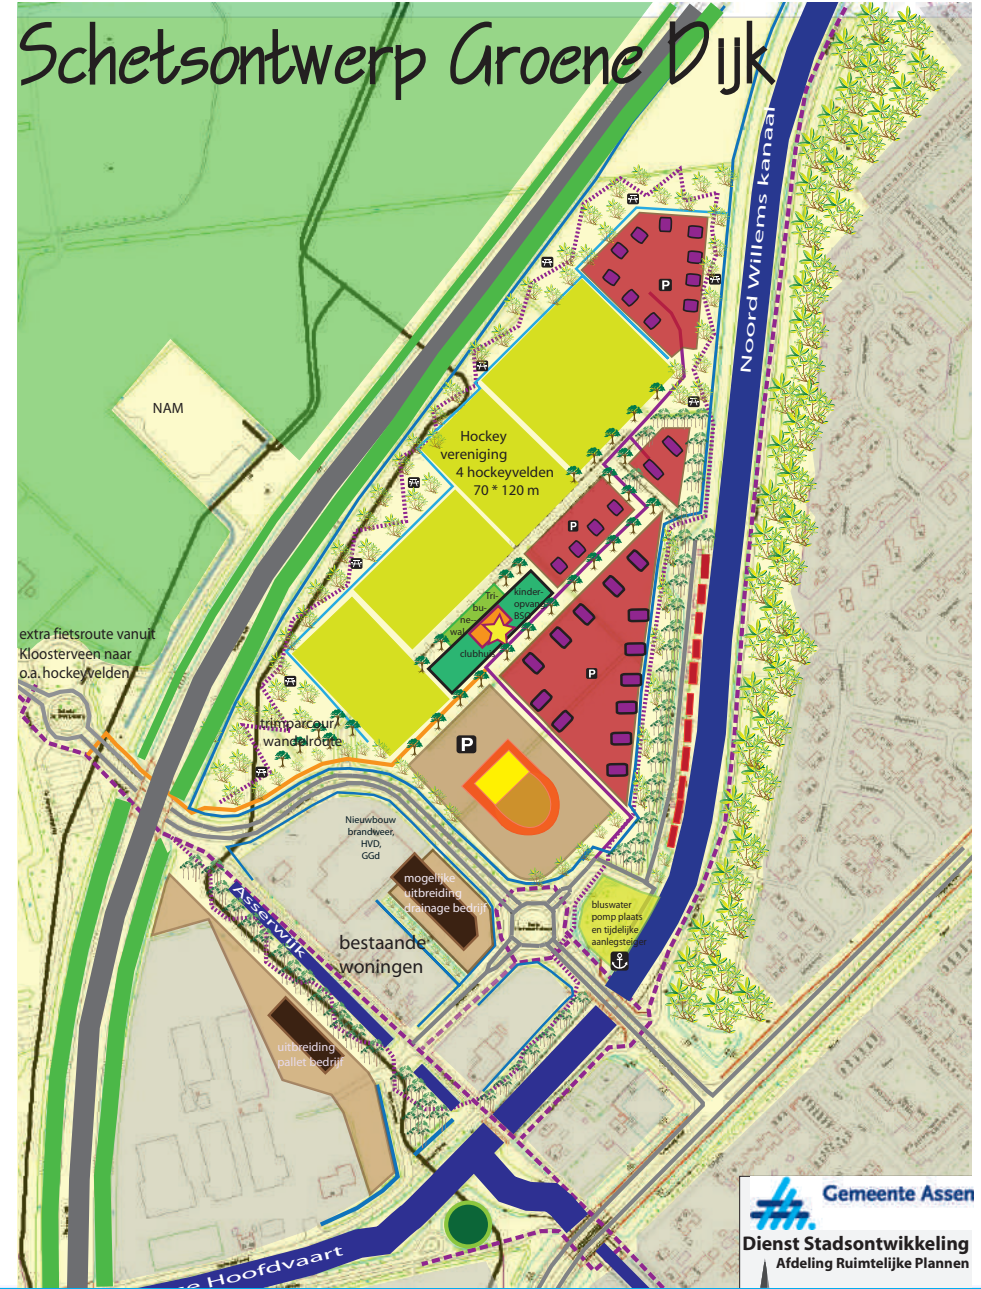 Schetsontwerp Groene Dijk
Noord Willems kanaal
P
NAM
Hockey
vereniging
4 hockeyvelden
70 * 120 m
P
kinder-
opvang
BSO
Tri-
bu-
ne-
wal
clubhuis
P
extra fietsroute vanuit
Kloosterveen naar
o.a. hockeyvelden
trimparcour/
wandelroute
P
Nieuwbouw
brandweer,
HVD,
GGd
mogelijke
uitbreiding
drainage bedrijf
bluswater
pomp plaats
en tijdelijke
aanlegsteiger
Asserwijk
bestaande
woningen
uitbreiding
pallet bedrijf
Hoofdvaart
Gemeente Assen
Dienst Stadsontwikkeling
Afdeling Ruimtelijke Plannen